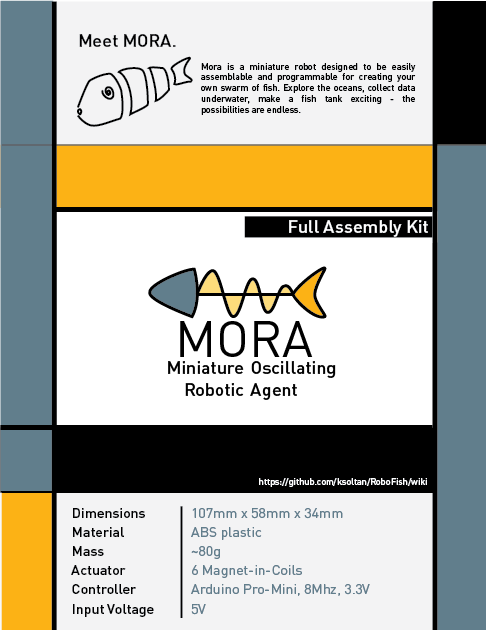 Meet MORA.
Mora is a miniature robot designed to be easily
assemblable and programmable for creating your
own swarm of fish. Explore the oceans, collect data
underwater, make a fish tank exciting - the
possibilities are endless.
Full Assembly Kit
MORA
Miniature Oscillating
Robotic Agent
https://github.com/ksoltan/RoboFish/wiki
Dimensions 107mm x 58mm x 34mm
Material ABS plastic
Mass ~80g
Actuator 6 Magnet-in-Coils
Controller Arduino Pro-Mini, 8Mhz, 3.3V
Input Voltage 5V